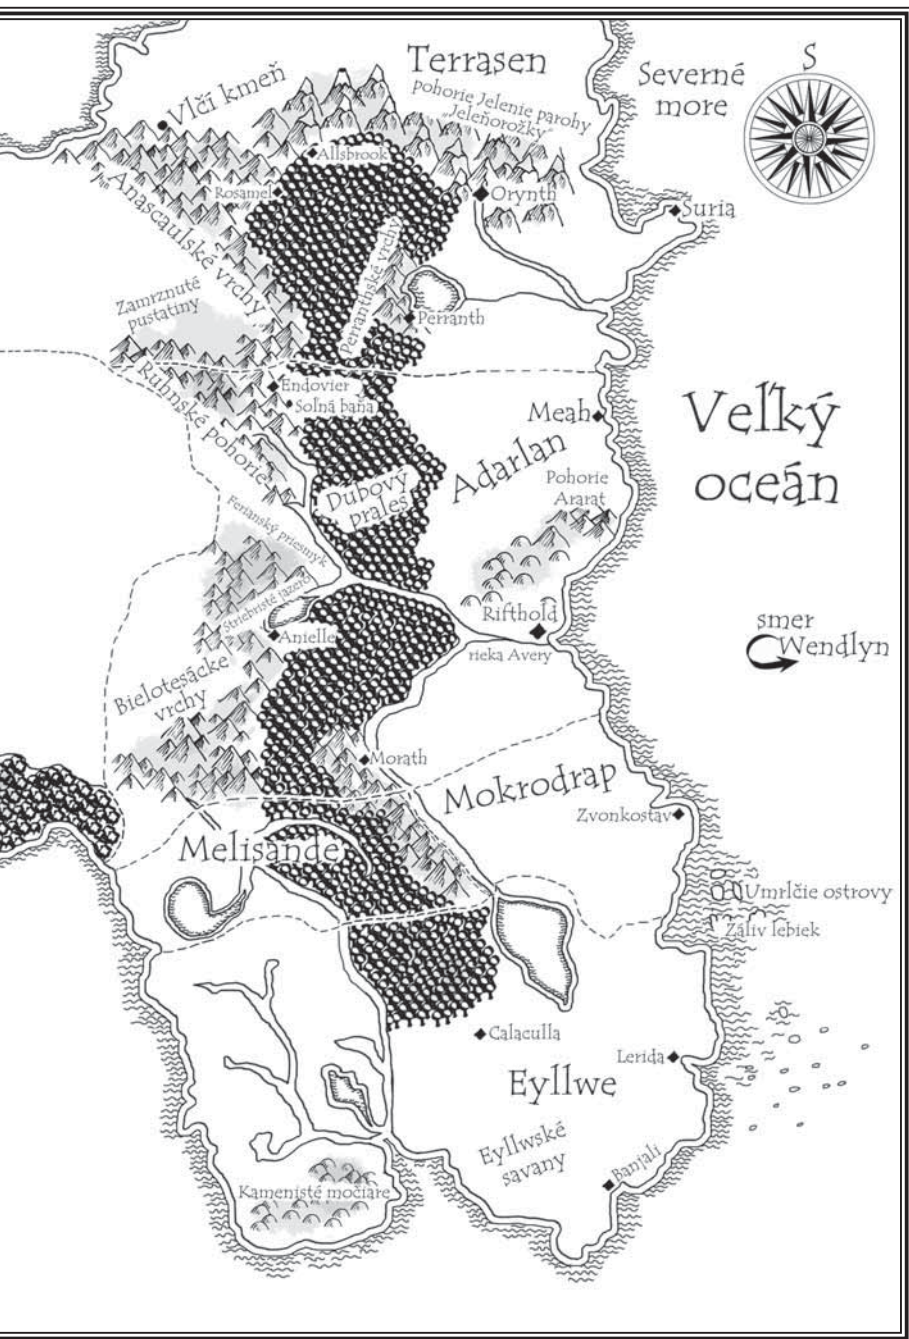 S
Terrasen
Severné
more
Vlčí kmeň
pohorie Jelenie parohy
„Jeleňorožky“
Allsbrook
Rosamel
Orynth
Suria
Anascaulské vrchy
Perranthské vrchy
Zamrznuté
pustatiny
Perranth
Endovier
Soľná baňa
Ruhnské pohorie
Meah
Veľký
oceán
Adarlan
Pohorie
Ararat
Dubový
prales
Ferianský priesmyk
Striebristé jazero
Anielle
Rifthold
rieka Avery
smer
Wendlyn
Bielotesácke
vrchy
Morath
Mokrodrap
Zvonkostav
Melisande
Umrlčie ostrovy
Záliv lebiek
Calaculla
Lerida
Eyllwe
Eyllwské
savany
Banjali
Kamenisté močiare